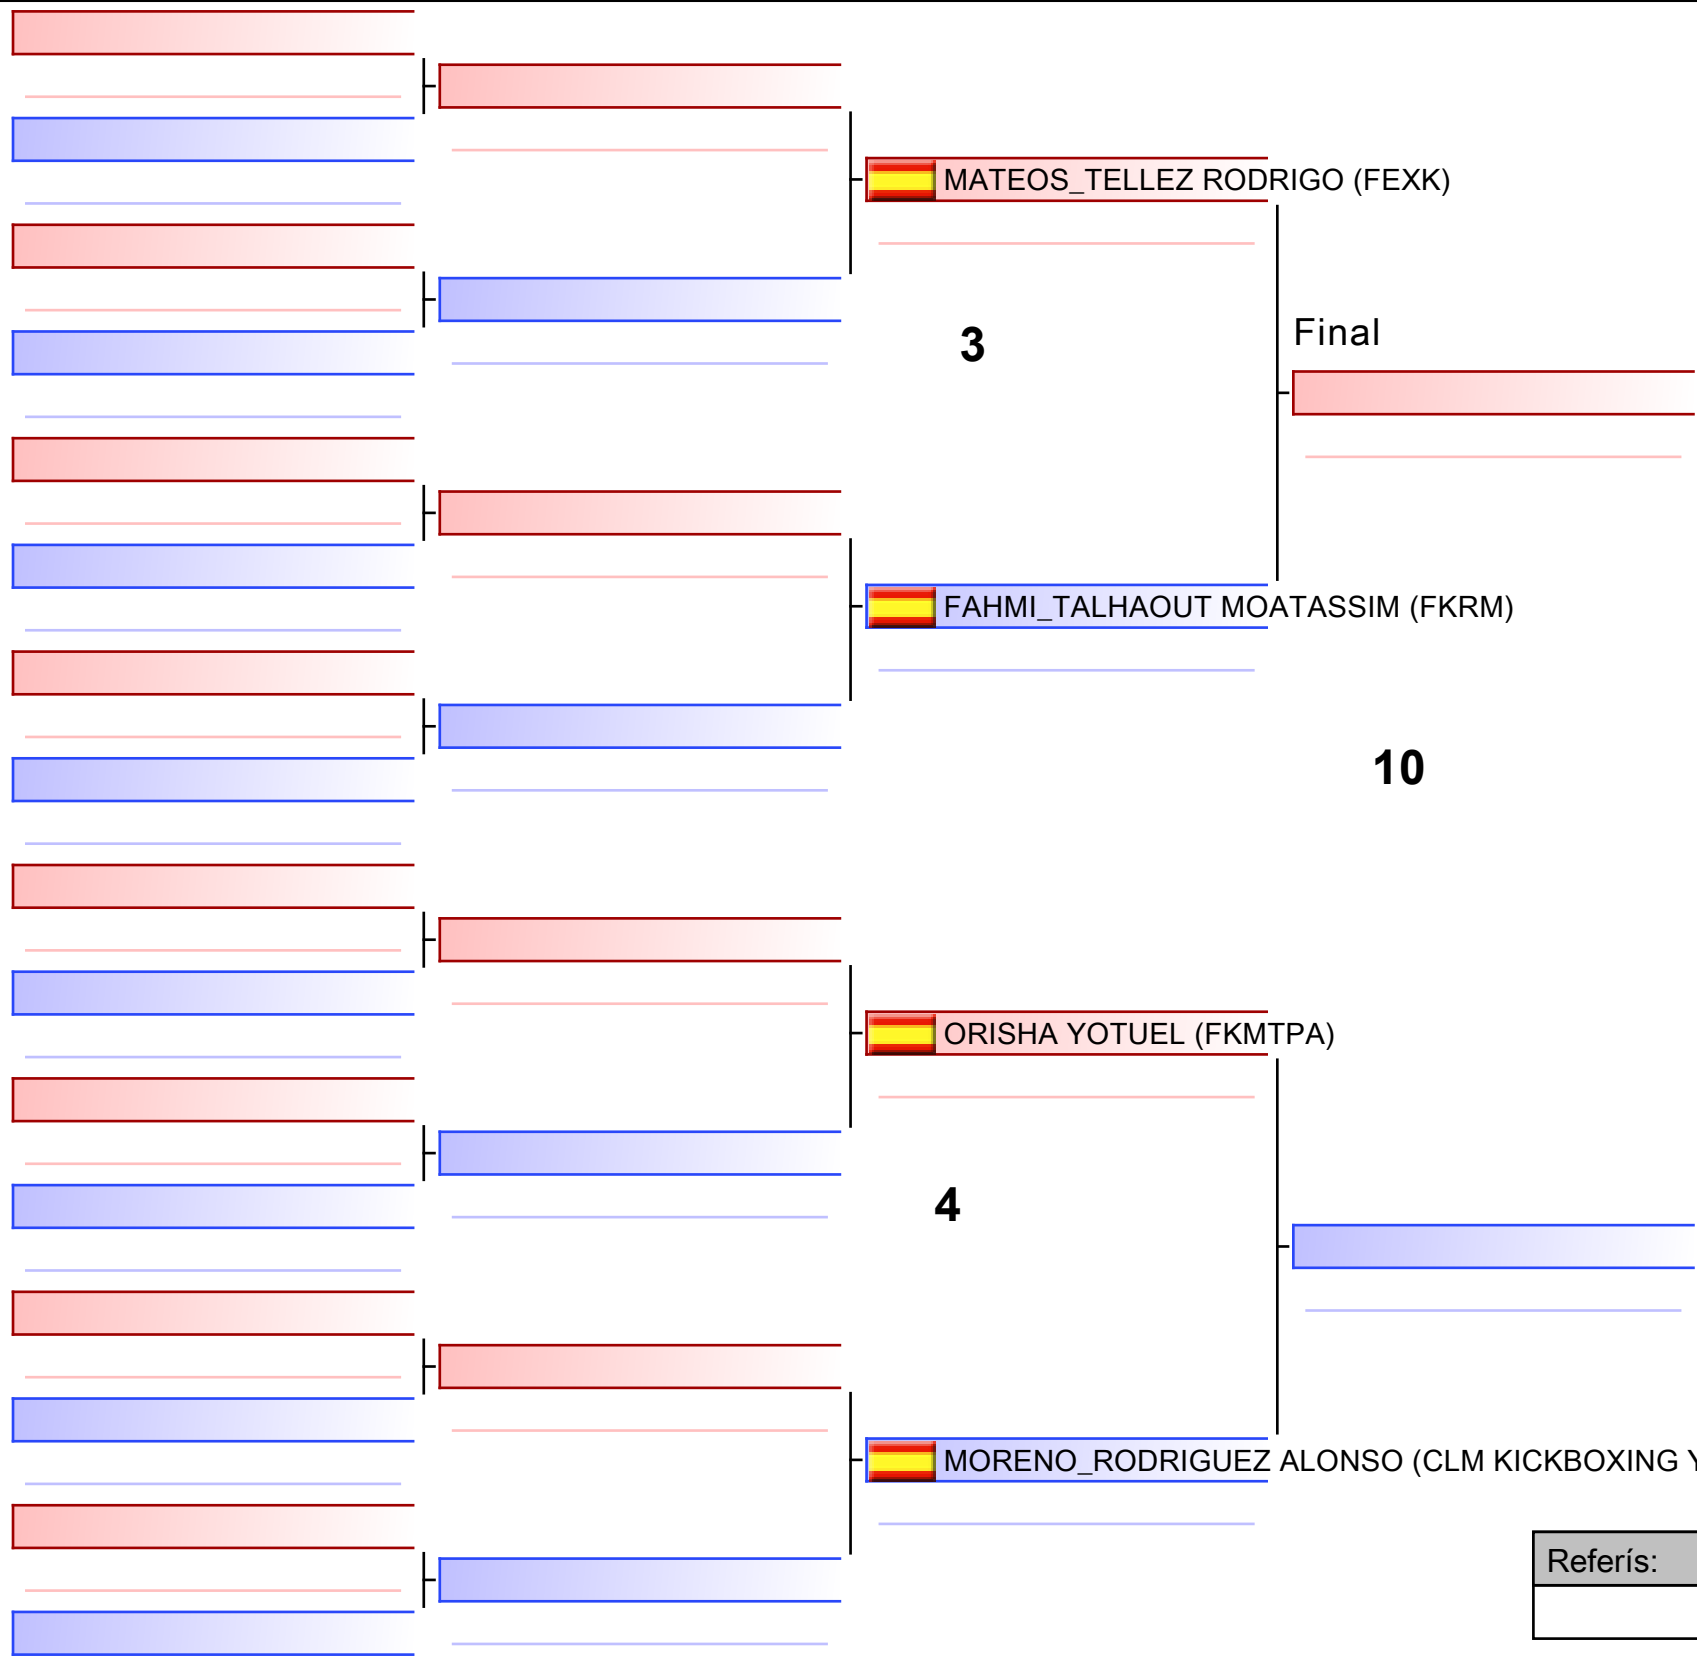 MATEOS_TELLEZ RODRIGO (FEXK)
3
Final
FAHMI_TALHAOUT MOATASSIM (FKRM)
10
ORISHA YOTUEL (FKMTPA)
4
MORENO_RODRIGUEZ ALONSO (CLM KICKBOXING Y
Referís: